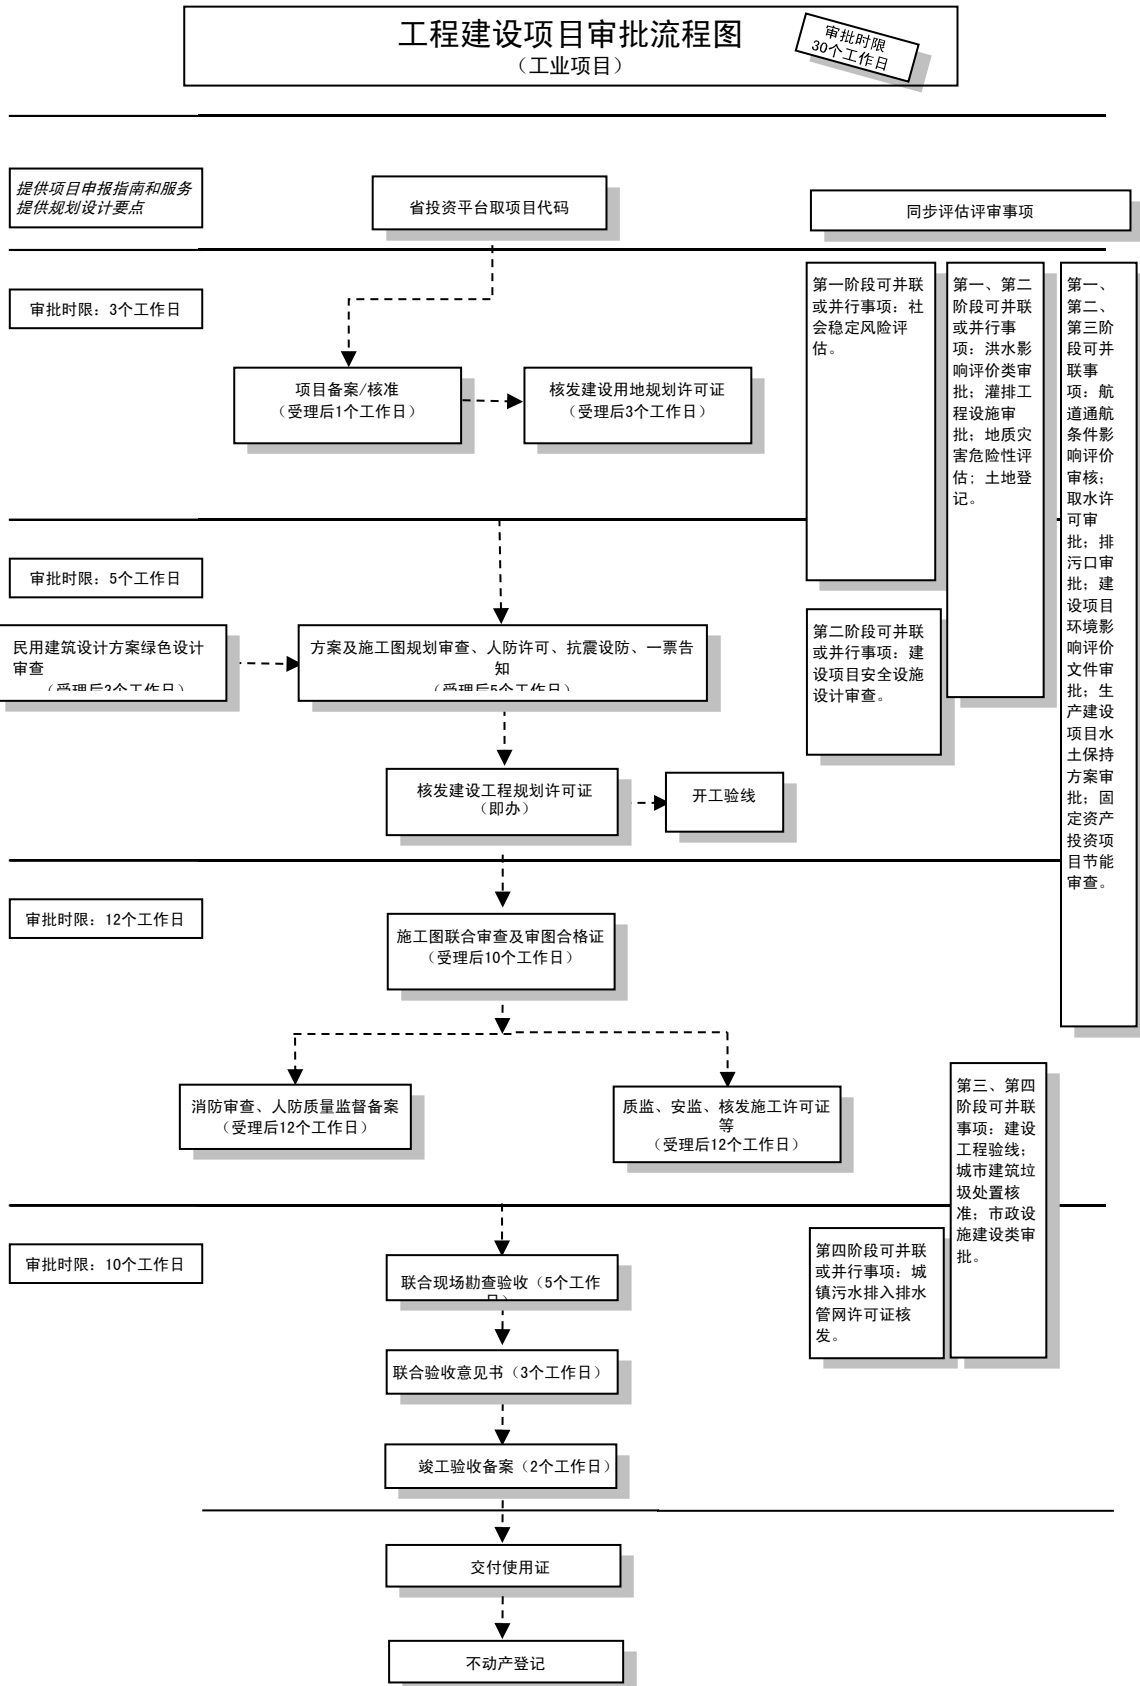 工程建设项目审批流程图
（工业项目）
审批时限
30个工作日
提供项目申报指南和服务
提供规划设计要点
省投资平台取项目代码
同步评估评审事项
审批时限：3个工作日
项目备案/核准
（受理后1个工作日）
核发建设用地规划许可证
（受理后3个工作日）
第一阶段可并联
或并行事项：社
会稳定风险评
估。
第一、第二
阶段可并联
或并行事
项：洪水影
响评价类审
批；灌排工
程设施审
批；地质灾
害危险性评
估；土地登
记。
第一、
第二、
第三阶
段可并
联事
项：航
道通航
条件影
响评价
审核；
取水许
可审
批；排
污口审
批；建
设项目
环境影
响评价
文件审
批；生
产建设
项目水
土保持
方案审
批；固
定资产
投资项
目节能
审查。
审批时限：5个工作日
民用建筑设计方案绿色设计
审查
（受理后3个工作日）
方案及施工图规划审查、人防许可、抗震设防、一票告
知
（受理后5个工作日）
第二阶段可并联
或并行事项：建
设项目安全设施
设计审查。
核发建设工程规划许可证
（即办）
开工验线
审批时限：12个工作日
施工图联合审查及审图合格证
（受理后10个工作日）
消防审查、人防质量监督备案
（受理后12个工作日）
质监、安监、核发施工许可证
等
（受理后12个工作日）
第三、第四
阶段可并联
事项：建设
工程验线；
城市建筑垃
圾处置核
准；市政设
施建设类审
批。
审批时限：10个工作日
联合现场勘查验收（5个工作
日）
第四阶段可并联
或并行事项：城
镇污水排入排水
管网许可证核
发。
联合验收意见书（3个工作日）
竣工验收备案（2个工作日）
交付使用证
不动产登记